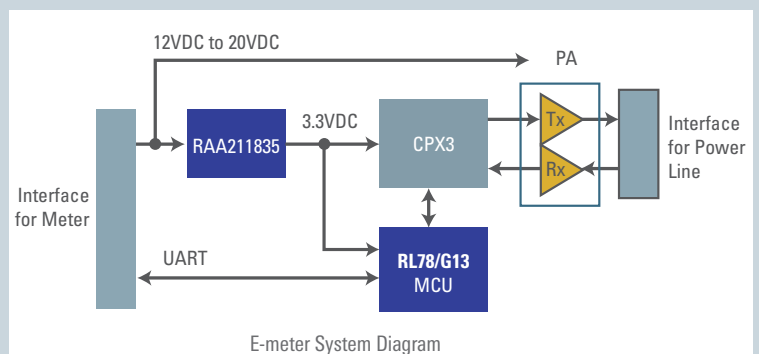 12VDC to 20VDC
PA
3.3VDC
RAA211835
CPX3
Tx
Rx
Interface
for Power
Line
Interface
for Meter
UART
RL78/G13
MCU
E-meter System Diagram